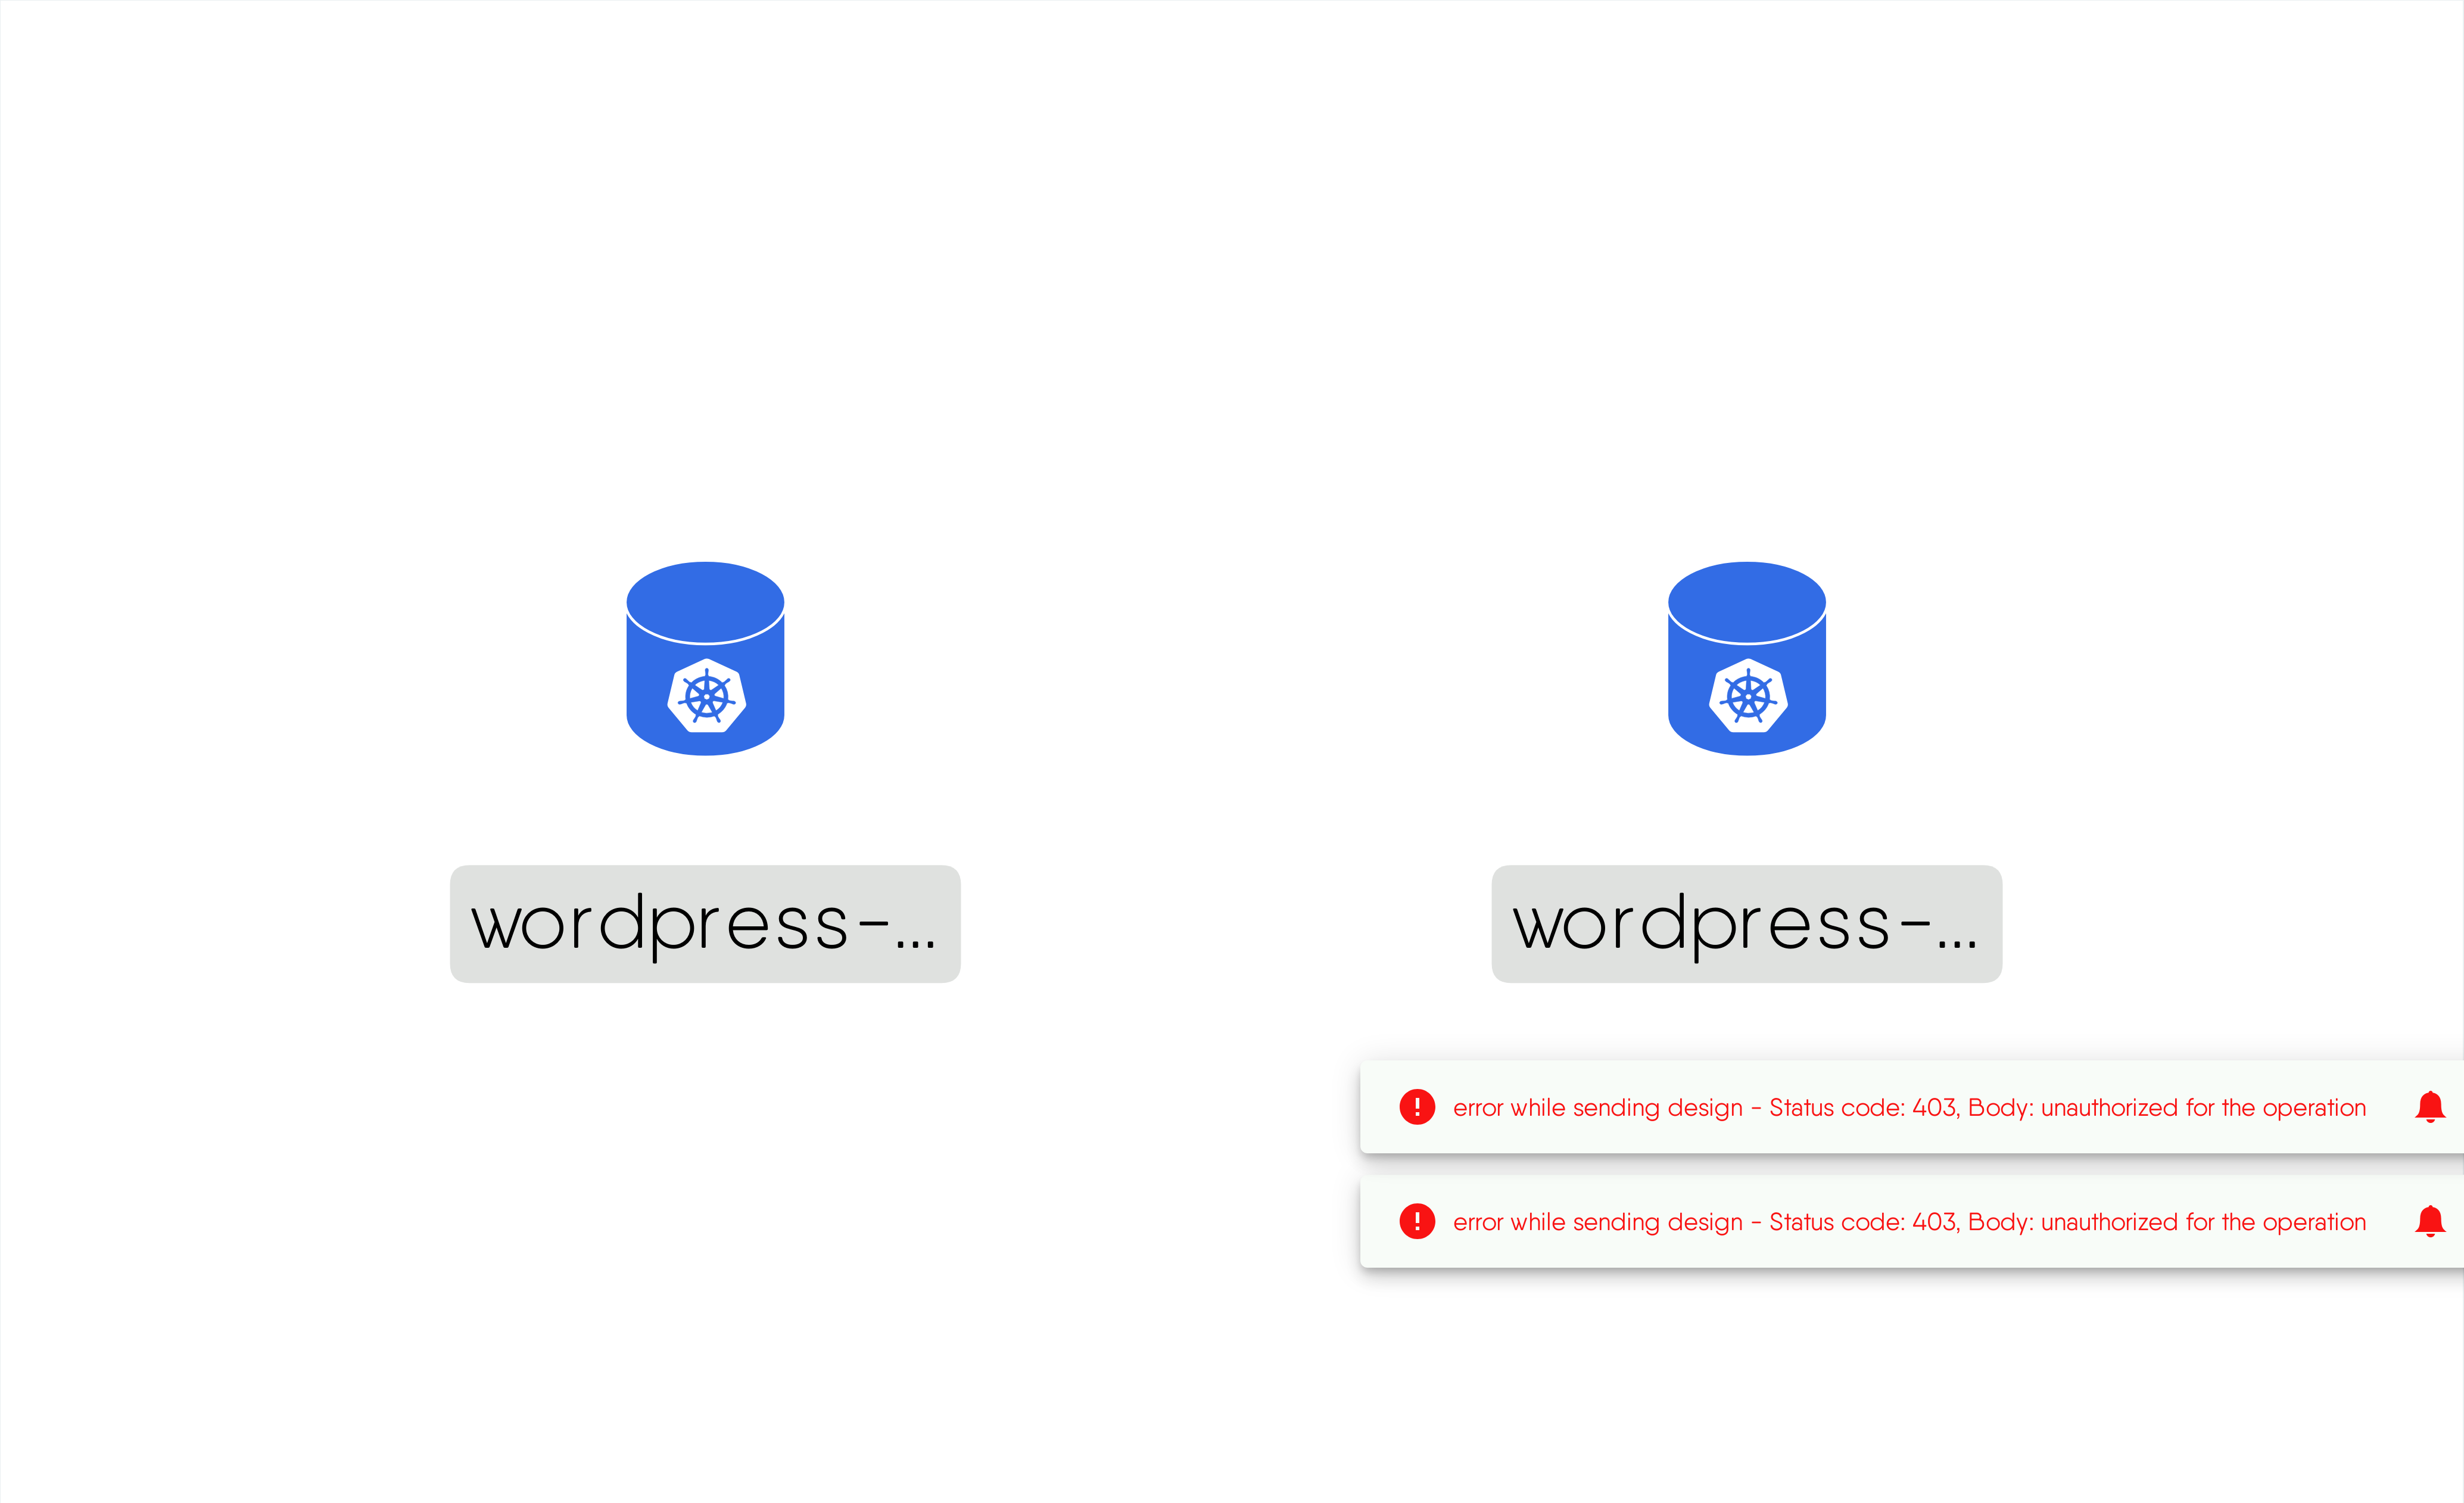 wordpress-...
wordpress-...
error while sending design - Status code: 403, Body: unauthorized for the operation
error while sending design - Status code: 403, Body: unauthorized for the operation